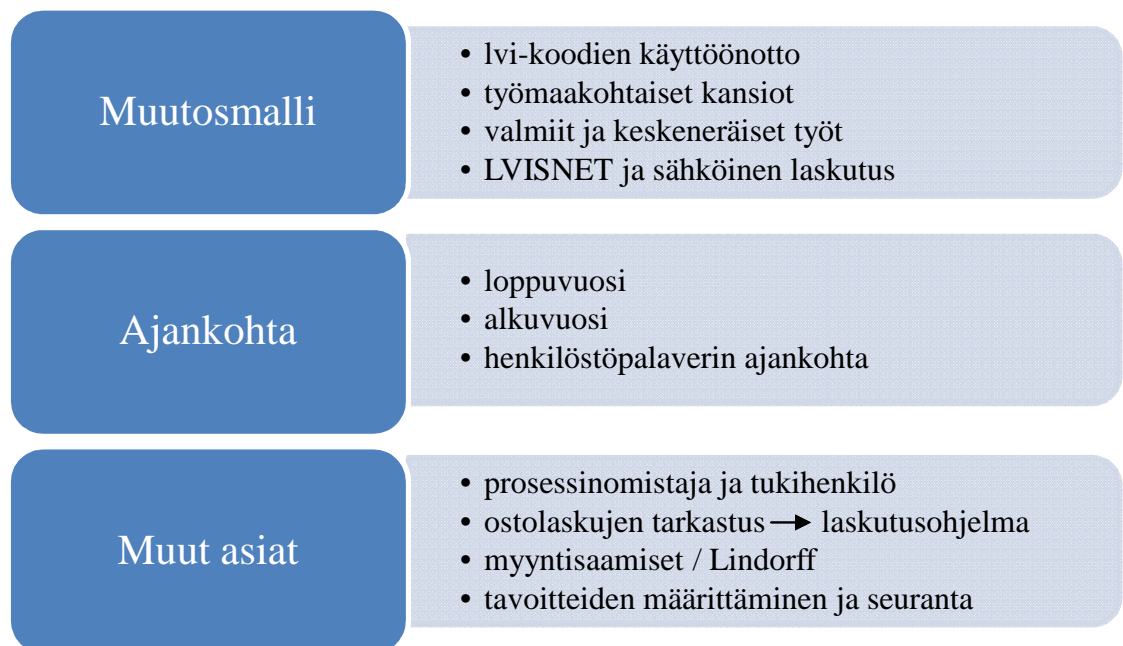 Muutosmalli
• lvi-koodien käyttöönotto
• työmaakohtaiset kansiot
• valmiit ja keskeneräiset työt
• LVISNET ja sähköinen laskutus
Ajankohta
• loppuvuosi
• alkuvuosi
• henkilöstöpalaverin ajankohta
Muut asiat
• prosessinomistaja ja tukihenkilö
• ostolaskujen tarkastus → laskutusohjelma
• myyntisaamiset / Lindorff
• tavoitteiden määrittäminen ja seuranta